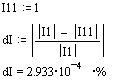 I11 := 1
dI := | |I1| − |I11| / |I1| |
dI = 2.933·10⁻⁴ ·%